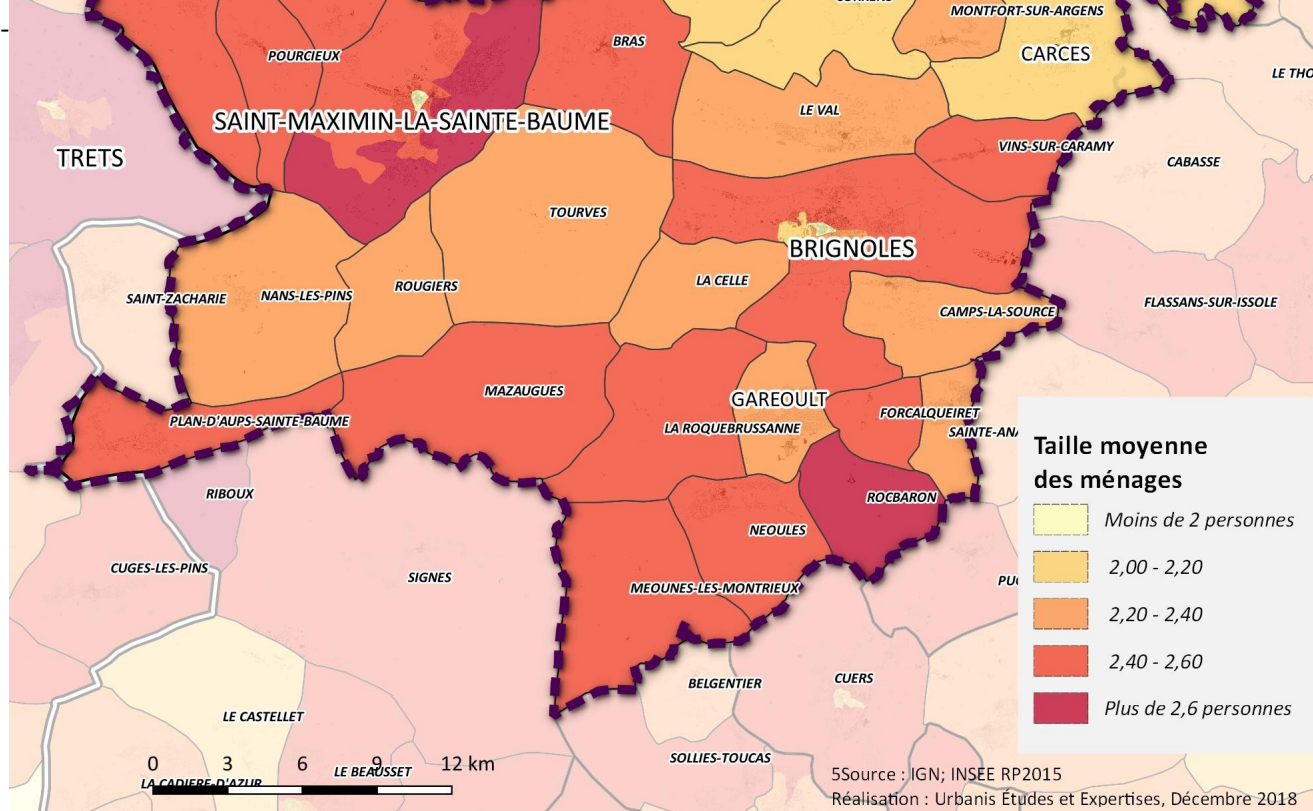 MONTFORT-SUR-ARGENS
BRAS
POURCIEUX
CARCES
LE THO
LE VAL
SAINT-MAXIMIN-LA-SAINTE-BAUME
VINS-SUR-CARAMY
TRETS
CABASSE
TOURVES
BRIGNOLES
LA CELLE
ROUGIERS
NANS-LES-PINS
SAINT-ZACHARIE
FLASSANS-SUR-ISSOLE
CAMPS-LA-SOURCE
MAZAUGUES
GAREOULT
PLAN-D'AUPS-SAINTE-BAUME
LA ROQUEBRUSSANNE
FORCALQUEIRET
SAINTE-ANA
RIBOUX
ROCBARON
NEOULES
CUGES-LES-PINS
SIGNES
MEOUNES-LES-MONTRIEUX
PUG
BELGENTIER
CUERS
LE CASTELLET
SOLLIES-TOUCAS
LE BEAUSSET
LA CADIERE-D'AZUR
Taille moyenne
des ménages
Moins de 2 personnes
2,00 - 2,20
2,20 - 2,40
2,40 - 2,60
Plus de 2,6 personnes
0 3 6 9 12 km
5Source : IGN; INSEE RP2015
Réalisation : Urbanis Études et Expertises, Décembre 2018